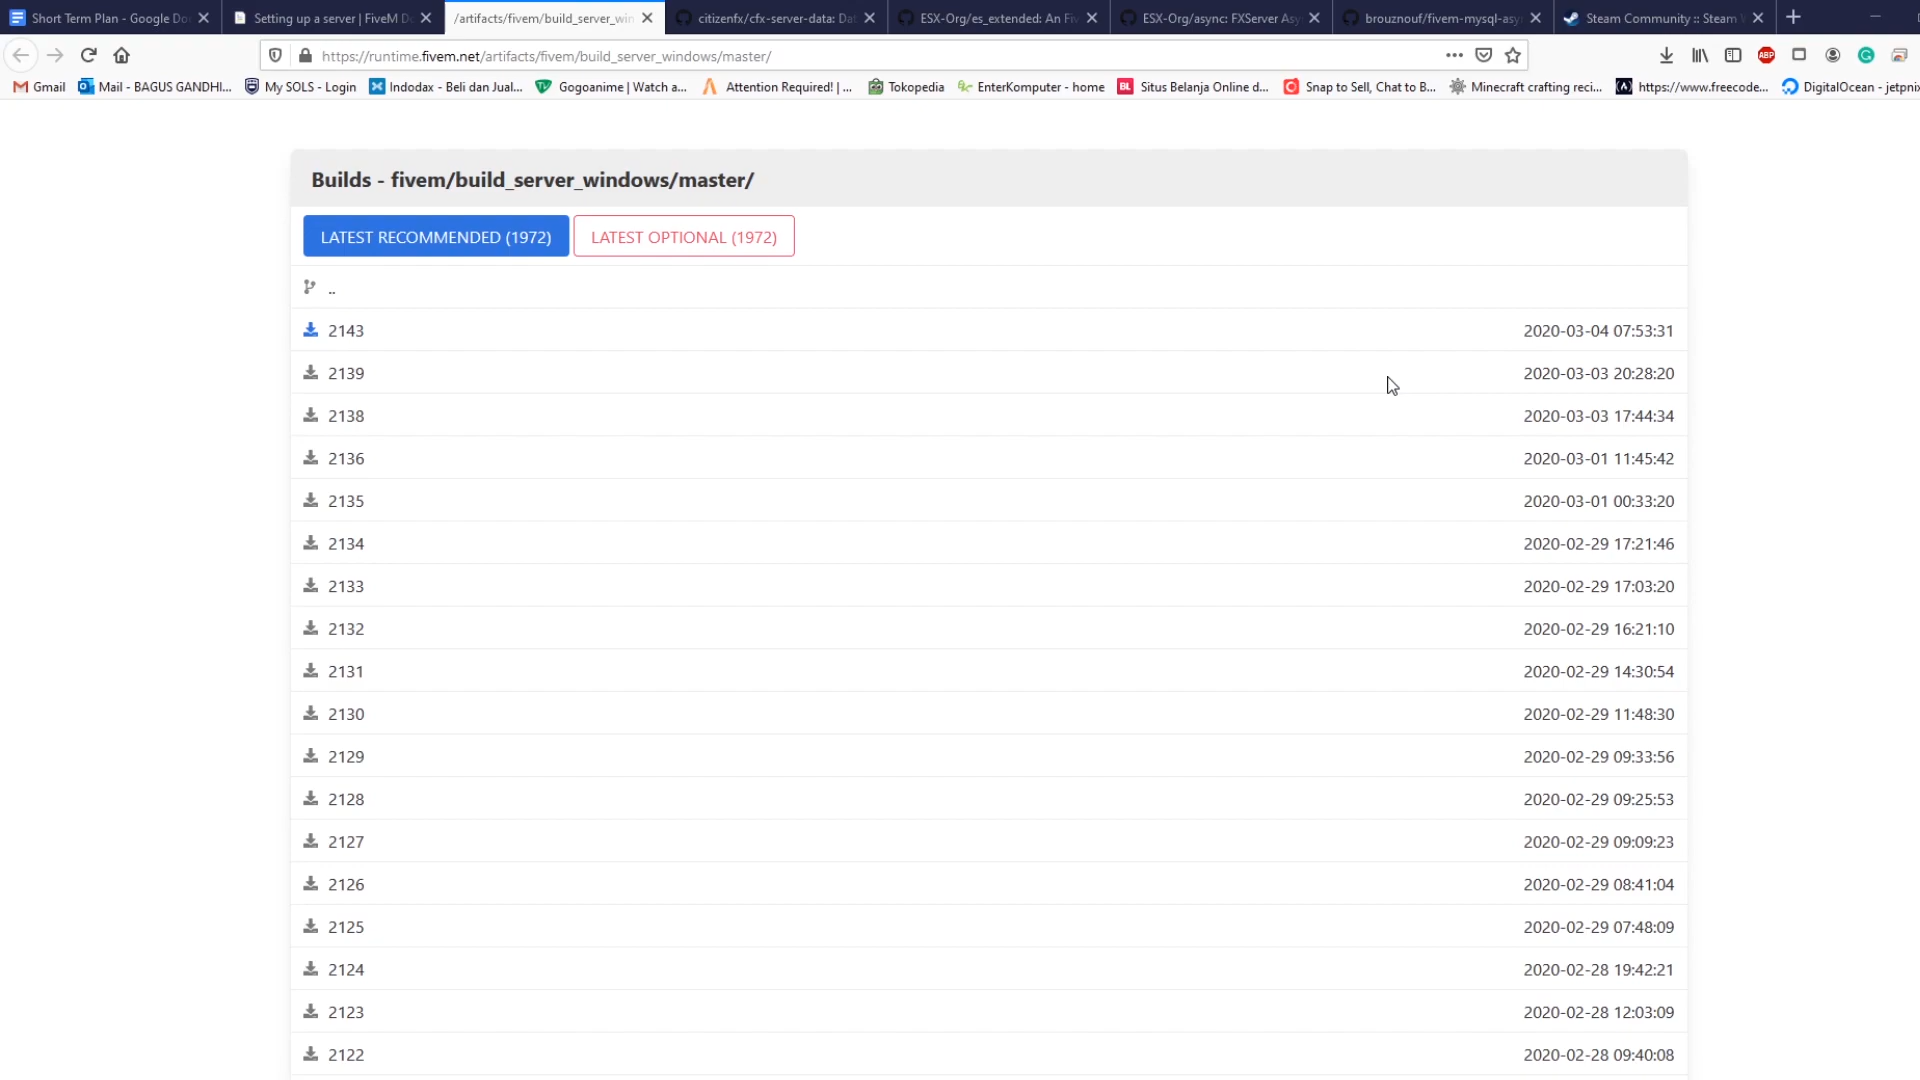 Short Term Plan - Google Do
Setting up a server | FiveM D
/artifacts/fivem/build_server_win
citizenfx/cfx-server-data: Da
ESX-Org/es_extended: An Fiv
ESX-Org/async: FXServer Asy
brouznouf/fivem-mysql-asy
Steam Community :: Steam
https://runtime.fivem.net/artifacts/fivem/build_server_windows/master/
ABP
Gmail
Mail - BAGUS GANDHI...
My SOLS - Login
Indodax - Beli dan Jual...
Gogoanime | Watch a...
Attention Required! | ...
Tokopedia
EnterKomputer - home
BL Situs Belanja Online d...
Snap to Sell, Chat to B...
Minecraft crafting reci...
https://www.freecode...
DigitalOcean - jetpnix
Builds - fivem/build_server_windows/master/
LATEST RECOMMENDED (1972)
LATEST OPTIONAL (1972)
..
2143 2020-03-04 07:53:31
2139 2020-03-03 20:28:20
2138 2020-03-03 17:44:34
2136 2020-03-01 11:45:42
2135 2020-03-01 00:33:20
2134 2020-02-29 17:21:46
2133 2020-02-29 17:03:20
2132 2020-02-29 16:21:10
2131 2020-02-29 14:30:54
2130 2020-02-29 11:48:30
2129 2020-02-29 09:33:56
2128 2020-02-29 09:25:53
2127 2020-02-29 09:09:23
2126 2020-02-29 08:41:04
2125 2020-02-29 07:48:09
2124 2020-02-28 19:42:21
2123 2020-02-28 12:03:09
2122 2020-02-28 09:40:08